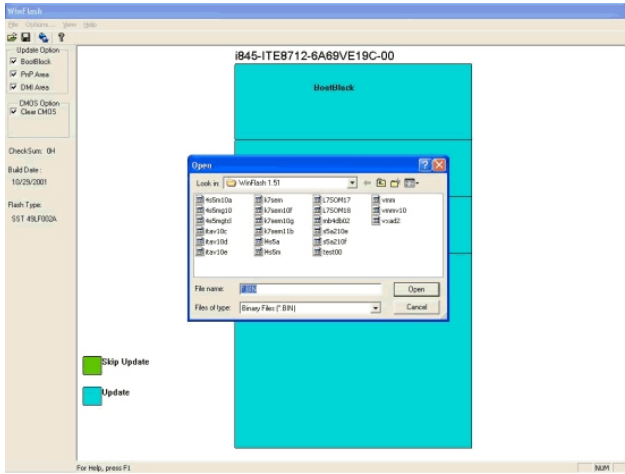 WinFlash
File Options... View Help
Update Option
BootBlock
PnP Area
DMI Area
CMOS Option
Clear CMOS
CheckSum: 0H
Build Date :
10/29/2001
Flash Type:
SST 49LF002A
i845-ITE8712-6A69VE19C-00
BootBlock
Open
Look in: WinFlash 1.51
4s5m10a k7sem L7SOM17 vmm
4s5mg10 k7sem10f L7SOM18 vmmv10
4s5mgtd k7sem10g mb4db02 vxad2
itav10c k7sem11b s5a210e
itav10d l4s5a s5a210f
itav10e l4s5m test00
File name: *.BIN Open
Files of type: Binary Files (*.BIN) Cancel
Skip Update
Update
For Help, press F1 NUM